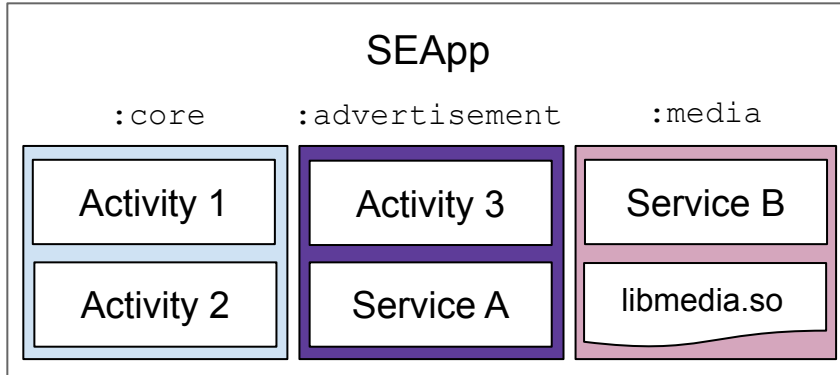 SEApp
:core :advertisement :media
Activity 1 Activity 3 Service B
Activity 2 Service A libmedia.so